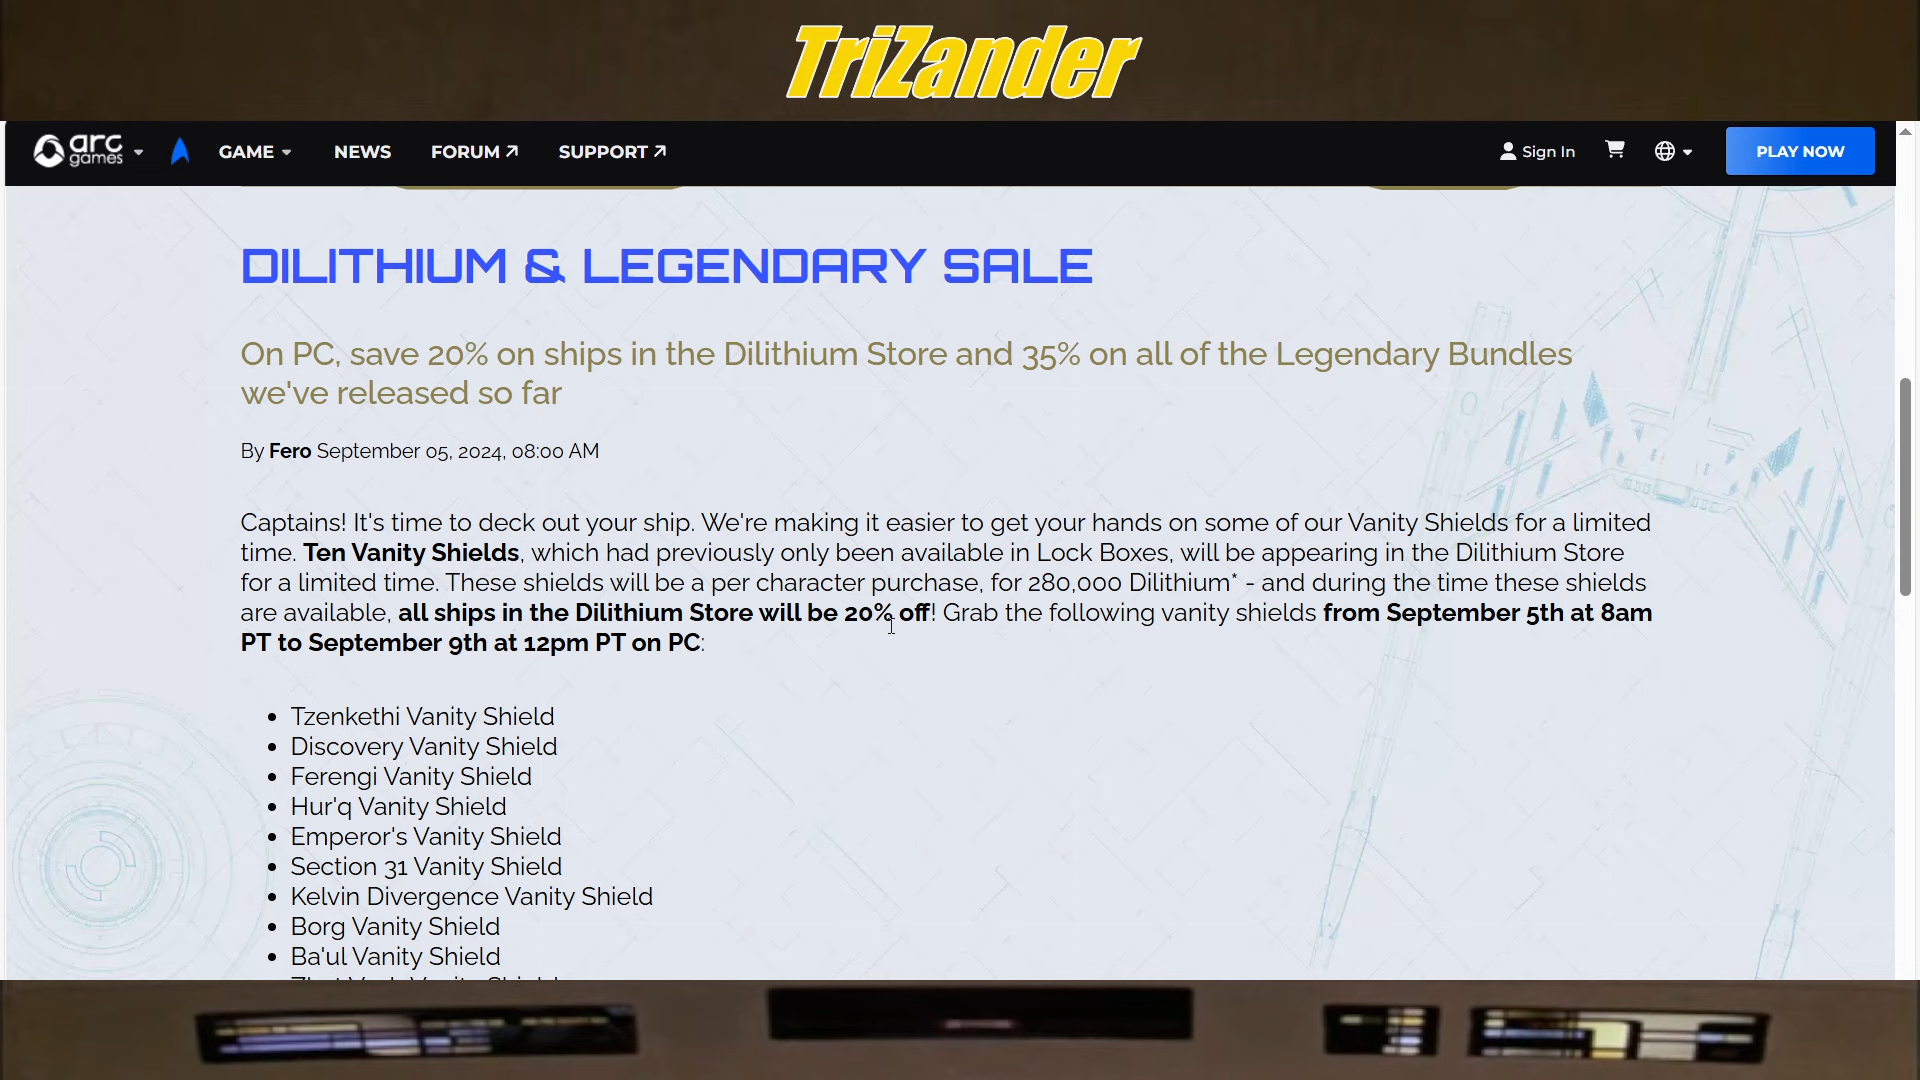 TriZander
arc games
GAME
NEWS
FORUM
SUPPORT
Sign In
PLAY NOW
DILITHIUM & LEGENDARY SALE
On PC, save 20% on ships in the Dilithium Store and 35% on all of the Legendary Bundles
we've released so far
By Fero September 05, 2024, 08:00 AM
Captains! It's time to deck out your ship. We're making it easier to get your hands on some of our Vanity Shields for a limited
time. Ten Vanity Shields, which had previously only been available in Lock Boxes, will be appearing in the Dilithium Store
for a limited time. These shields will be a per character purchase, for 280,000 Dilithium* - and during the time these shields
are available, all ships in the Dilithium Store will be 20% off! Grab the following vanity shields from September 5th at 8am
PT to September 9th at 12pm PT on PC:
• Tzenkethi Vanity Shield
• Discovery Vanity Shield
• Ferengi Vanity Shield
• Hur'q Vanity Shield
• Emperor's Vanity Shield
• Section 31 Vanity Shield
• Kelvin Divergence Vanity Shield
• Borg Vanity Shield
• Ba'ul Vanity Shield